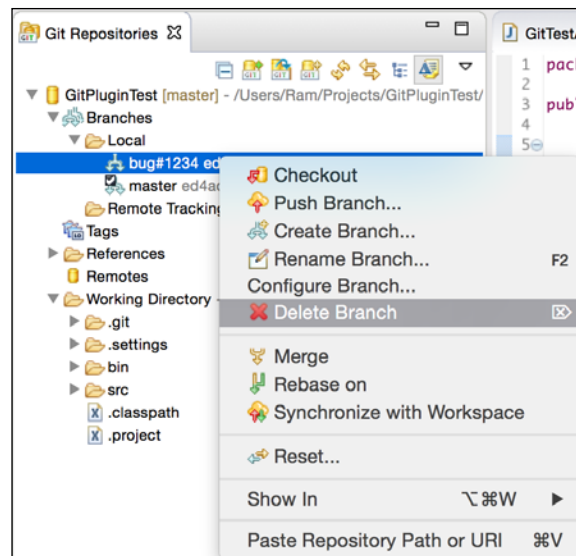 Git Repositories
GitPluginTest [master] - /Users/Ram/Projects/GitPluginTest/
Branches
Local
bug#1234 ed
master ed4ac
Remote Tracking
Tags
References
Remotes
Working Directory -
.git
.settings
bin
src
.classpath
.project
Checkout
Push Branch...
Create Branch...
Rename Branch... F2
Configure Branch...
Delete Branch
Merge
Rebase on
Synchronize with Workspace
Reset...
Show In ⌥⌘W
Paste Repository Path or URI ⌘V
GitTest
1 pack
2
3 publ
4
5